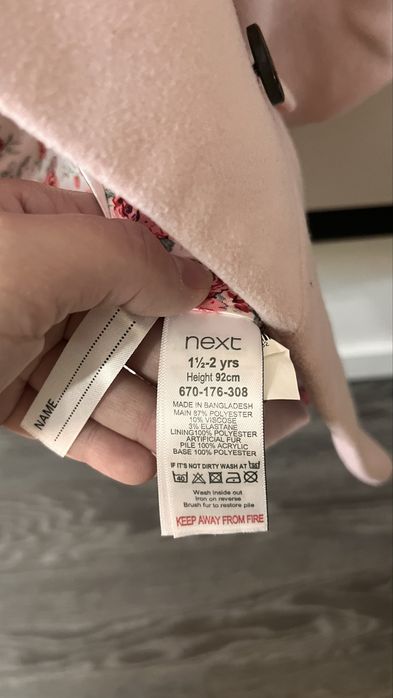 next
1½-2 yrs
Height 92cm
670-176-308
MADE IN BANGLADESH
MAIN 87% POLYESTER
10% VISCOSE
3% ELASTANE
LINING100% POLYESTER
ARTIFICIAL FUR
PILE 100% ACRYLIC
BASE 100% POLYESTER
IF IT'S NOT DIRTY WASH AT
40
Wash inside out
Iron on reverse
Brush fur to restore pile
KEEP AWAY FROM FIRE
NAME